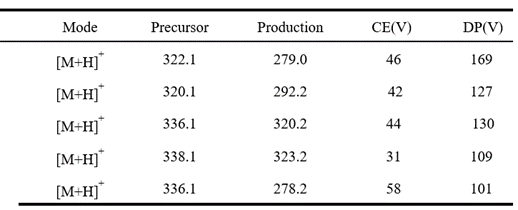 Mode Precursor Production CE(V) DP(V)
[M+H]+ 322.1 279.0 46 169
[M+H]+ 320.1 292.2 42 127
[M+H]+ 336.1 320.2 44 130
[M+H]+ 338.1 323.2 31 109
[M+H]+ 336.1 278.2 58 101